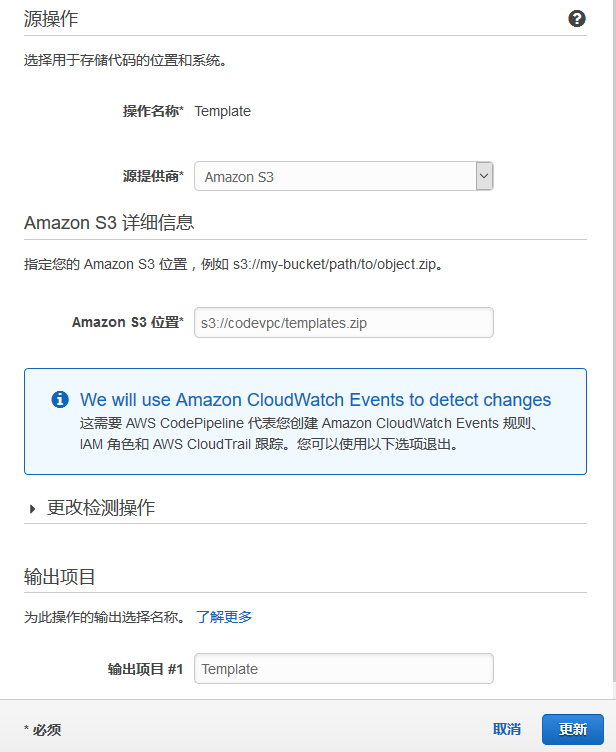 源操作
选择用于存储代码的位置和系统。
操作名称* Template
源提供商* Amazon S3
Amazon S3 详细信息
指定您的 Amazon S3 位置，例如 s3://my-bucket/path/to/object.zip。
Amazon S3 位置* s3://codevpc/templates.zip
We will use Amazon CloudWatch Events to detect changes
这需要 AWS CodePipeline 代表您创建 Amazon CloudWatch Events 规则、
IAM 角色和 AWS CloudTrail 跟踪。您可以使用以下选项退出。
更改检测操作
输出项目
为此操作的输出选择名称。 了解更多
输出项目 #1 Template
* 必须 取消 更新